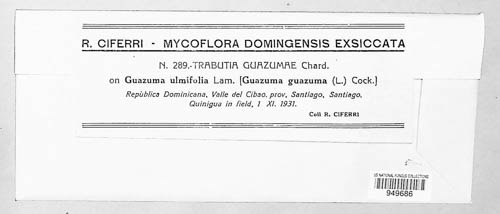 R. CIFERRI - MYCOFLORA DOMINGENSIS EXSICCATA
N. 289.-TRABUTIA GUAZUMAE Chard.
on Guazuma ulmifolia Lam. [Guazuma guazuma (L.) Cock.]
Repùblica Dominicana, Valle del Cibao, prov. Santiago, Santiago,
Quinigua in field, 1 XI. 1931.
Coll R. CIFERRI
US NATIONAL FUNGUS COLLECTIONS
949686